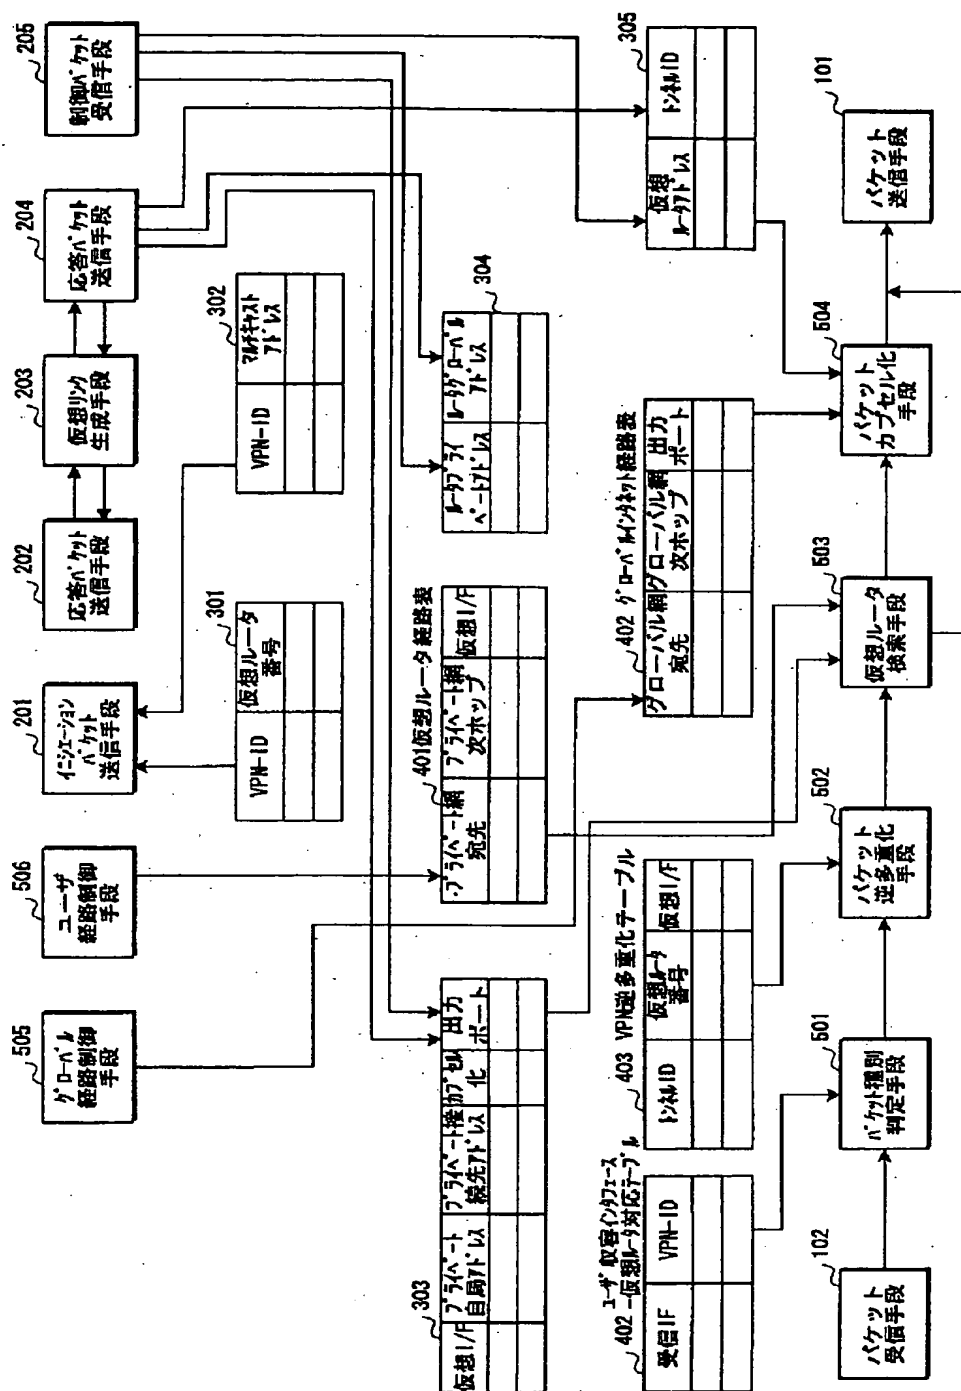 505
グローバル
経路制御
手段
506
ユーザ
経路制御
手段
201
イニシエーション
パケット
送信手段
202
応答パケット
送信手段
203
仮想リンク
生成手段
204
応答パケット
送信手段
205
制御パケット
受信手段
301
VPN-ID
仮想ルータ
番号
302
VPN-ID
マルチキャスト
アドレス
303
仮想I/F
プライベート
自局アドレス
プライベート接
続先アドレス
カプセル
化
出力
ポート
401仮想ルータ経路表
プライベート網
宛先
プライベート網
次ホップ
仮想I/F
304
ルータプライ
ベートアドレス
ルータグローバル
アドレス
ユーザ収容インタフェース
402 ー仮想ルータ対応テーブル
受信IF
VPN-ID
403 VPN逆多重化テーブル
トンネルID
仮想ルータ
番号
仮想I/F
402 グローバルインタネット経路表
グローバル網
宛先
グローバル網
次ホップ
出力
ポート
305
仮想
ルータアドレス
トンネルID
102
パケット
受信手段
501
パケット種別
判定手段
502
パケット
逆多重化
手段
503
仮想ルータ
検索手段
504
パケット
カプセル化
手段
101
パケット
送信手段